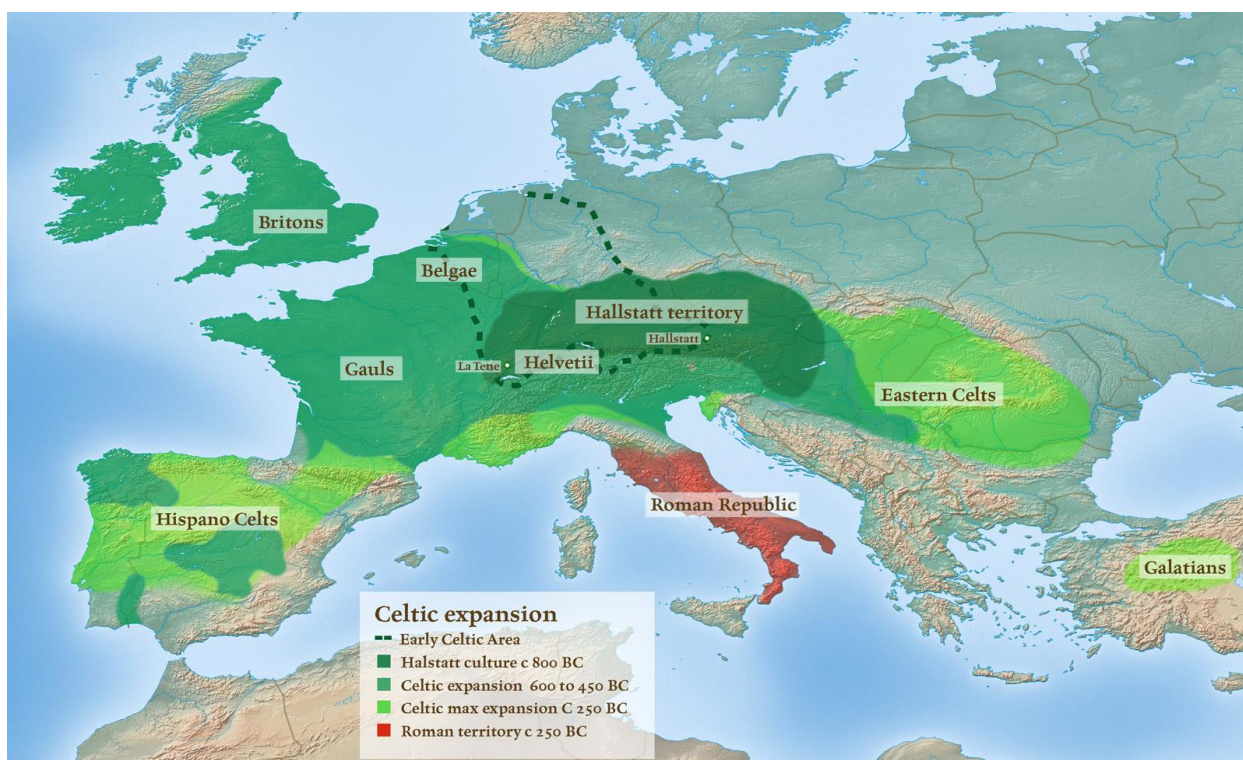 Britons
Belgae
Hallstatt territory
Hallstatt
La Tene
Helvetii
Gauls
Eastern Celts
Roman Republic
Hispano Celts
Galatians
Celtic expansion
Early Celtic Area
Halstatt culture c 800 BC
Celtic expansion 600 to 450 BC
Celtic max expansion C 250 BC
Roman territory c 250 BC